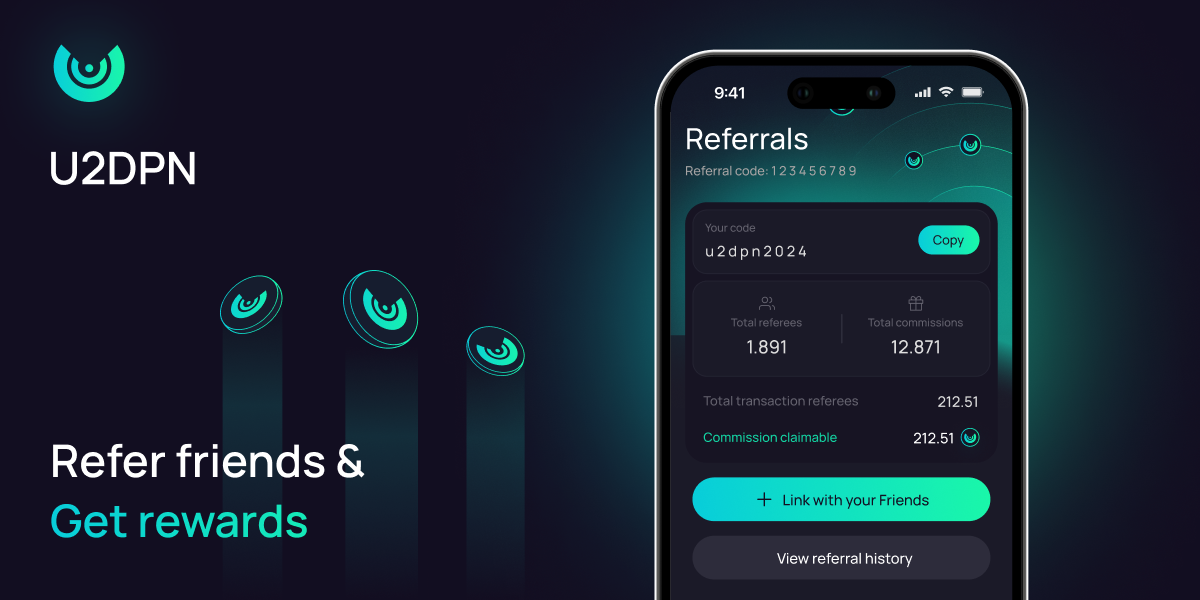 U2DPN
Refer friends &
Get rewards
9:41
Referrals
Referral code: 1 2 3 4 5 6 7 8 9
Your code
u2dpn2024
Copy
Total referees
1.891
Total commissions
12.871
Total transaction referees 212.51
Commission claimable 212.51
+ Link with your Friends
View referral history